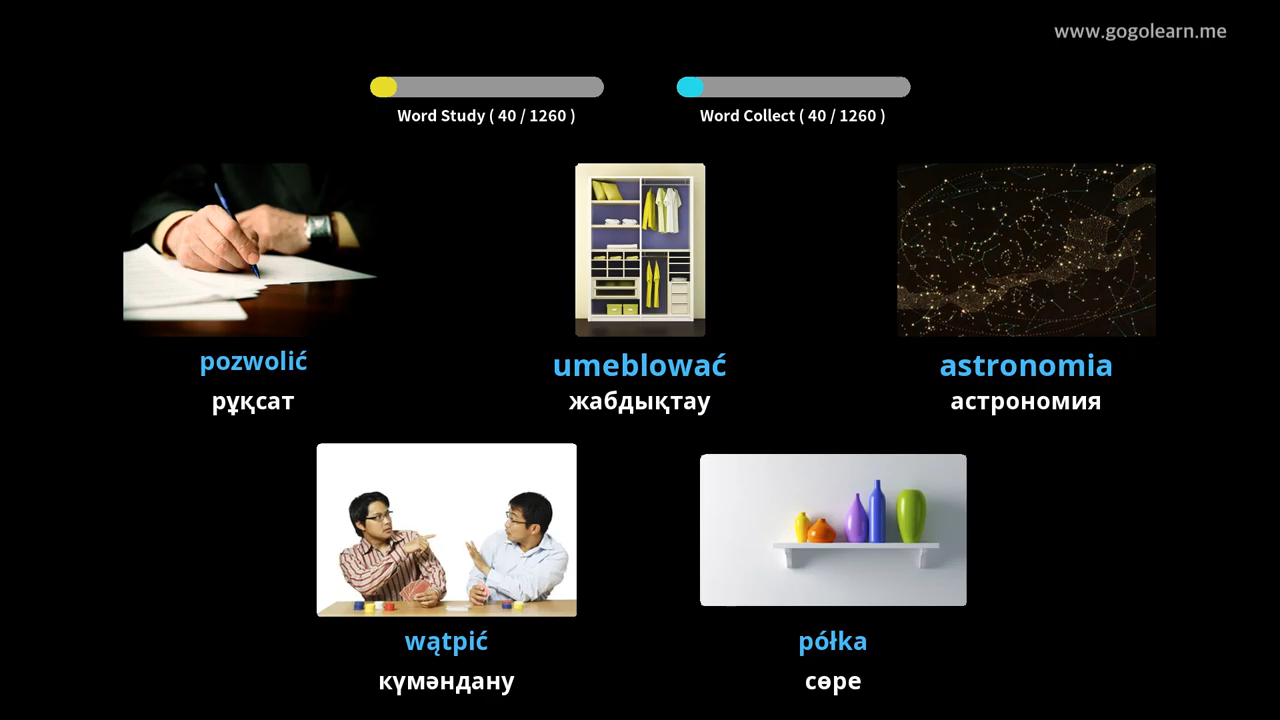 www.gogolearn.me
Word Study ( 40 / 1260 )
Word Collect ( 40 / 1260 )
pozwolić
рұқсат
umeblować
жабдықтау
astronomia
астрономия
wątpić
күмәндану
półka
сөре